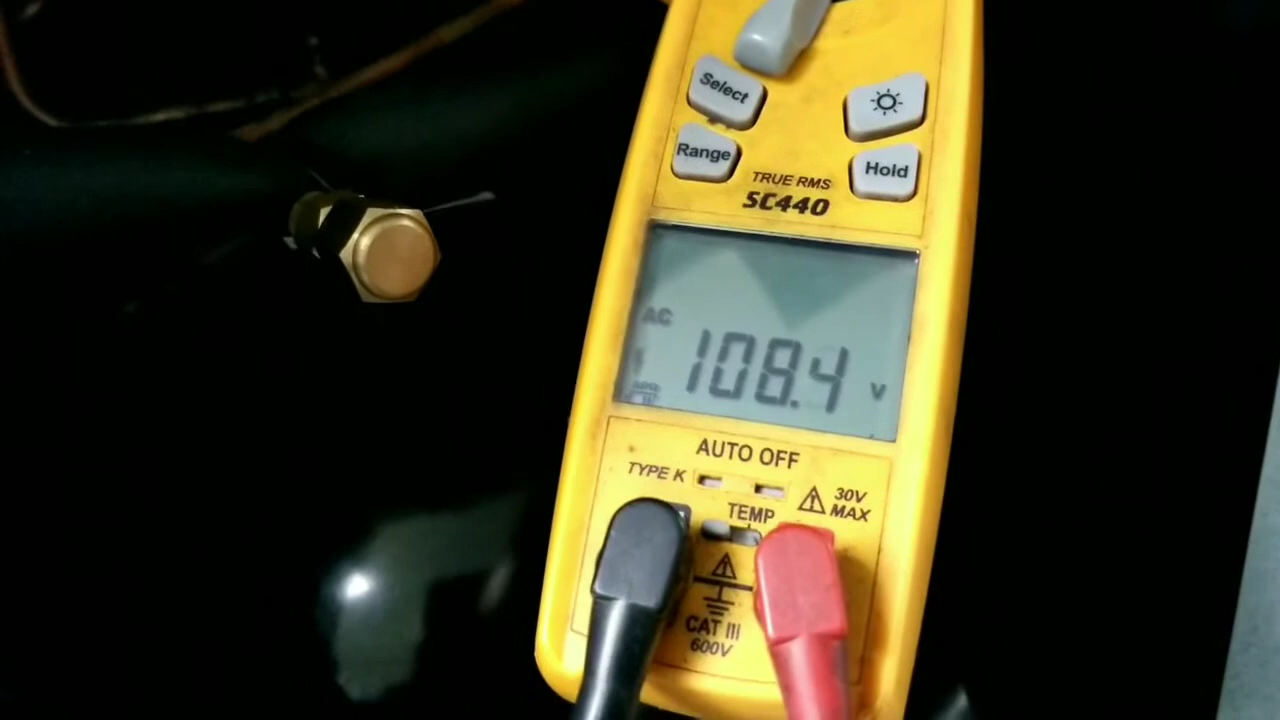 Select
Range
Hold
TRUE RMS
SC440
AC
108.4 V
AUTO OFF
TYPE K
30V
MAX
TEMP
CAT III
600V